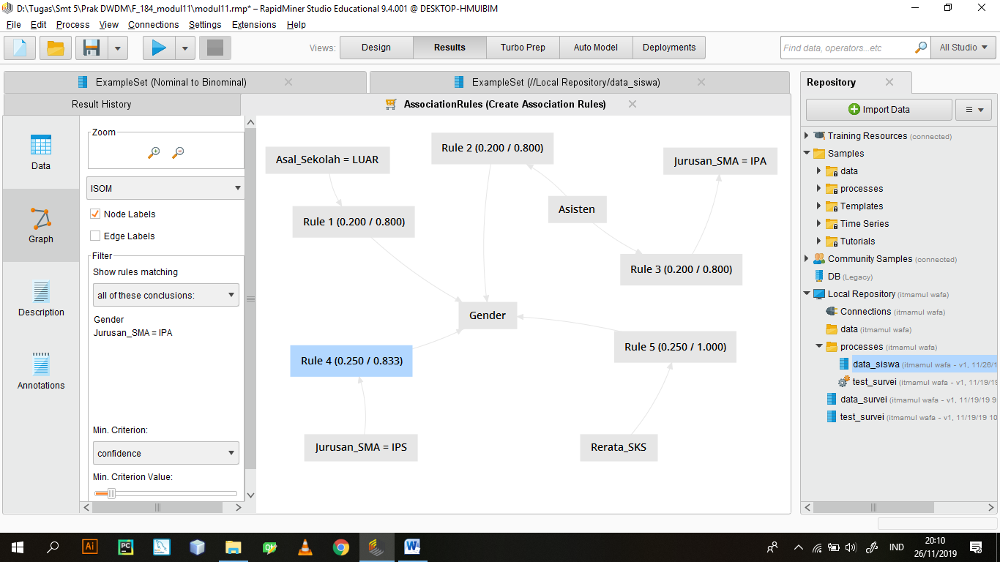 D:\Tugas\Smt 5\Prak DWDM\F_184_modul11\modul11.rmp* – RapidMiner Studio Educational 9.4.001 @ DESKTOP-HMUIBIM
File Edit Process View Connections Settings Extensions Help
Views: Design Results Turbo Prep Auto Model Deployments Find data, operators...etc All Studio
ExampleSet (Nominal to Binominal) ExampleSet (//Local Repository/data_siswa)
Result History AssociationRules (Create Association Rules)
Data
Graph
Description
Annotations
Zoom
ISOM
Node Labels
Edge Labels
Filter
Show rules matching
all of these conclusions:
Gender
Jurusan_SMA = IPA
Min. Criterion:
confidence
Min. Criterion Value:
Asal_Sekolah = LUAR
Rule 2 (0.200 / 0.800)
Jurusan_SMA = IPA
Asisten
Rule 1 (0.200 / 0.800)
Rule 3 (0.200 / 0.800)
Gender
Rule 4 (0.250 / 0.833)
Rule 5 (0.250 / 1.000)
Jurusan_SMA = IPS
Rerata_SKS
Repository
Import Data
Training Resources (connected)
Samples
data
processes
Templates
Time Series
Tutorials
Community Samples (connected)
DB (Legacy)
Local Repository (itmamul wafa)
Connections (itmamul wafa)
data (itmamul wafa)
processes (itmamul wafa)
data_siswa (itmamul wafa – v1, 11/26/1
test_survei (itmamul wafa – v1, 11/19/19
data_survei (itmamul wafa – v1, 11/19/19 9
test_survei (itmamul wafa – v1, 11/19/19 10
Ai PC Qt W IND
20:10
26/11/2019